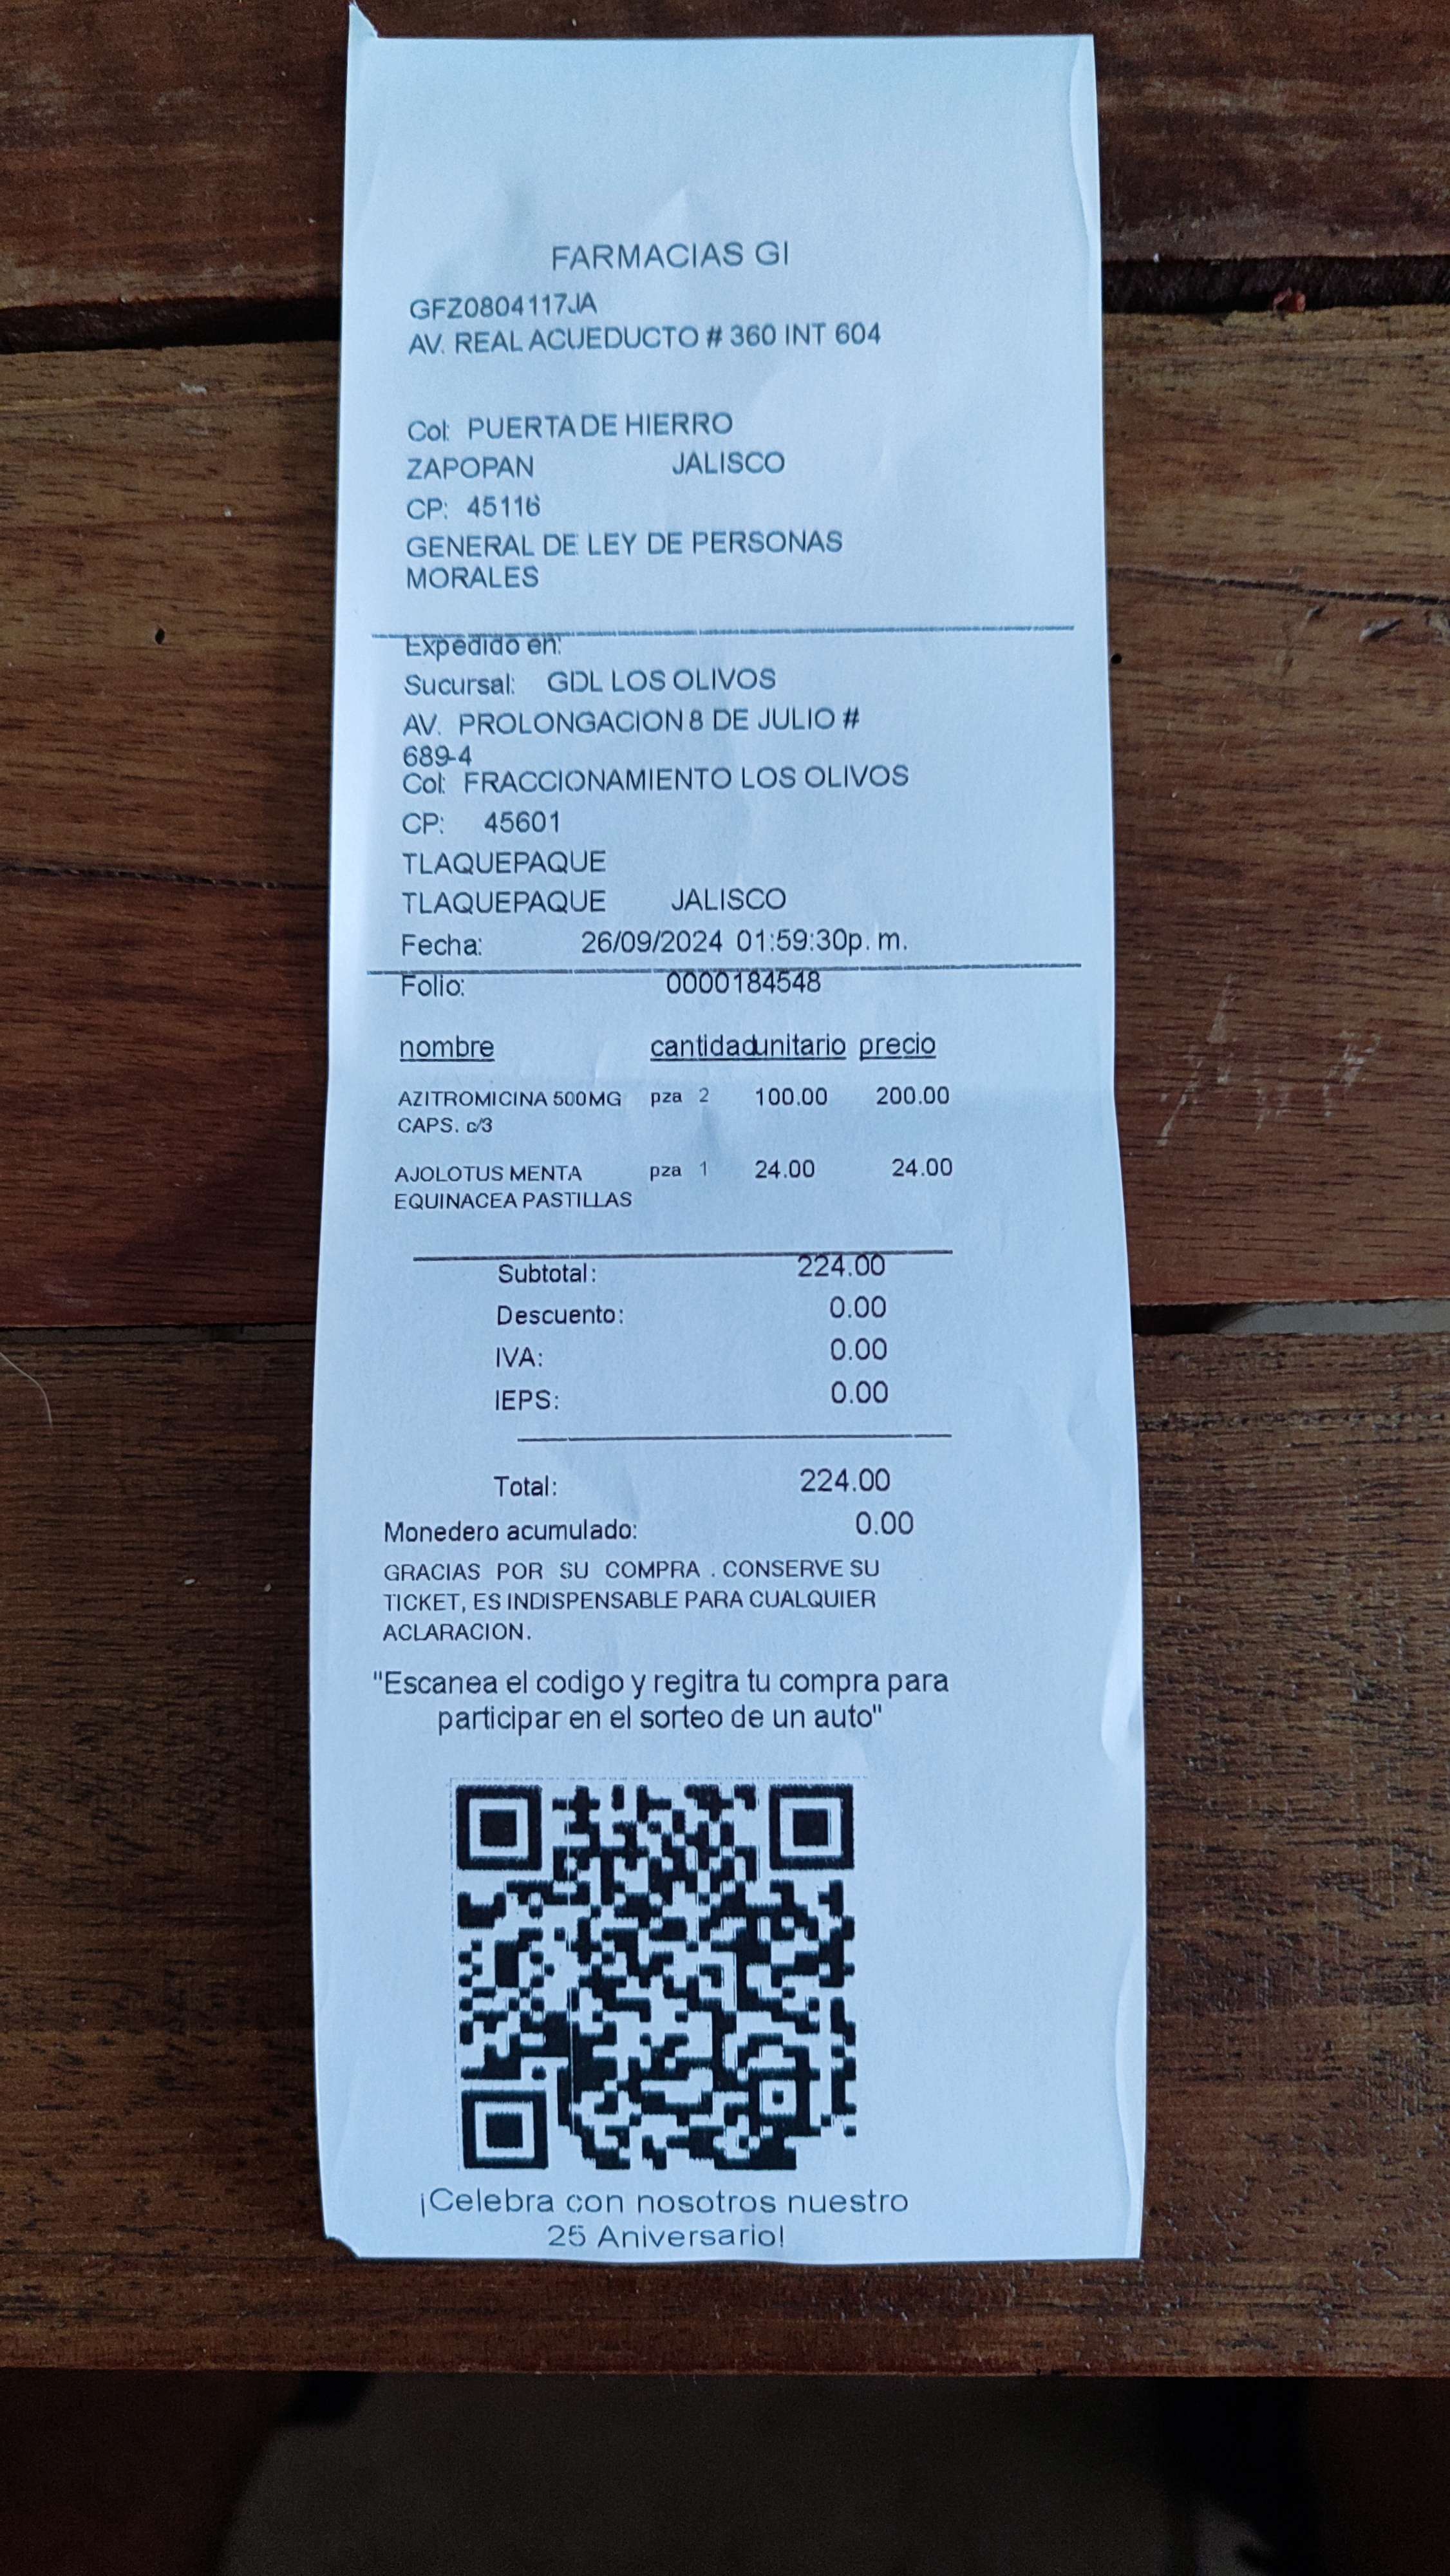 FARMACIAS GI
GFZ0804117JA
AV. REAL ACUEDUCTO # 360 INT 604
Col: PUERTA DE HIERRO
ZAPOPAN JALISCO
CP: 45116
GENERAL DE LEY DE PERSONAS
MORALES
Expedido en:
Sucursal: GDL LOS OLIVOS
AV. PROLONGACION 8 DE JULIO #
689-4
Col: FRACCIONAMIENTO LOS OLIVOS
CP: 45601
TLAQUEPAQUE
TLAQUEPAQUE JALISCO
Fecha: 26/09/2024 01:59:30p. m.
Folio: 0000184548
nombre cantidad unitario precio
AZITROMICINA 500MG pza 2 100.00 200.00
CAPS. c/3
AJOLOTUS MENTA pza 1 24.00 24.00
EQUINACEA PASTILLAS
Subtotal: 224.00
Descuento: 0.00
IVA: 0.00
IEPS: 0.00
Total: 224.00
Monedero acumulado: 0.00
GRACIAS POR SU COMPRA . CONSERVE SU
TICKET, ES INDISPENSABLE PARA CUALQUIER
ACLARACION.
"Escanea el codigo y regitra tu compra para
participar en el sorteo de un auto"
¡Celebra con nosotros nuestro
25 Aniversario!